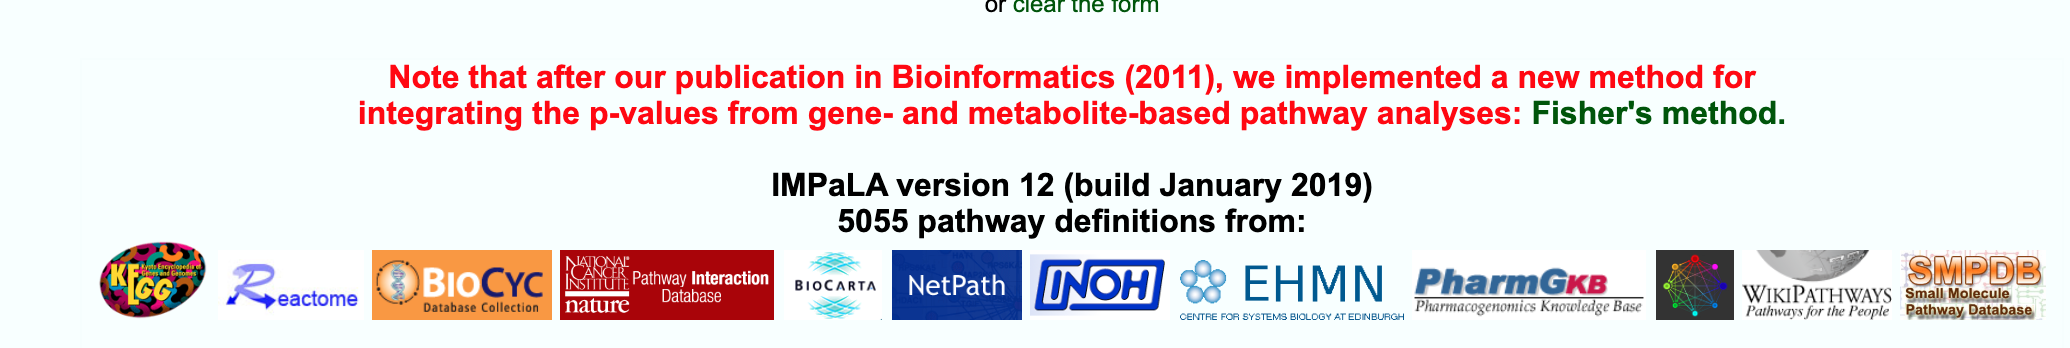 or clear the form
Note that after our publication in Bioinformatics (2011), we implemented a new method for
integrating the p-values from gene- and metabolite-based pathway analyses: Fisher's method.
IMPaLA version 12 (build January 2019)
5055 pathway definitions from:
KEGG Kyoto Encyclopedia of Genes and Genomes
Reactome
BioCyc
Database Collection
NATIONAL
CANCER
INSTITUTE
nature
Pathway Interaction
Database
BIOCARTA
NetPath
INOH
EHMN
CENTRE FOR SYSTEMS BIOLOGY AT EDINBURGH
PharmGKB
Pharmacogenomics Knowledge Base
WIKIPATHWAYS
Pathways for the People
SMPDB
Small Molecule
Pathway Database